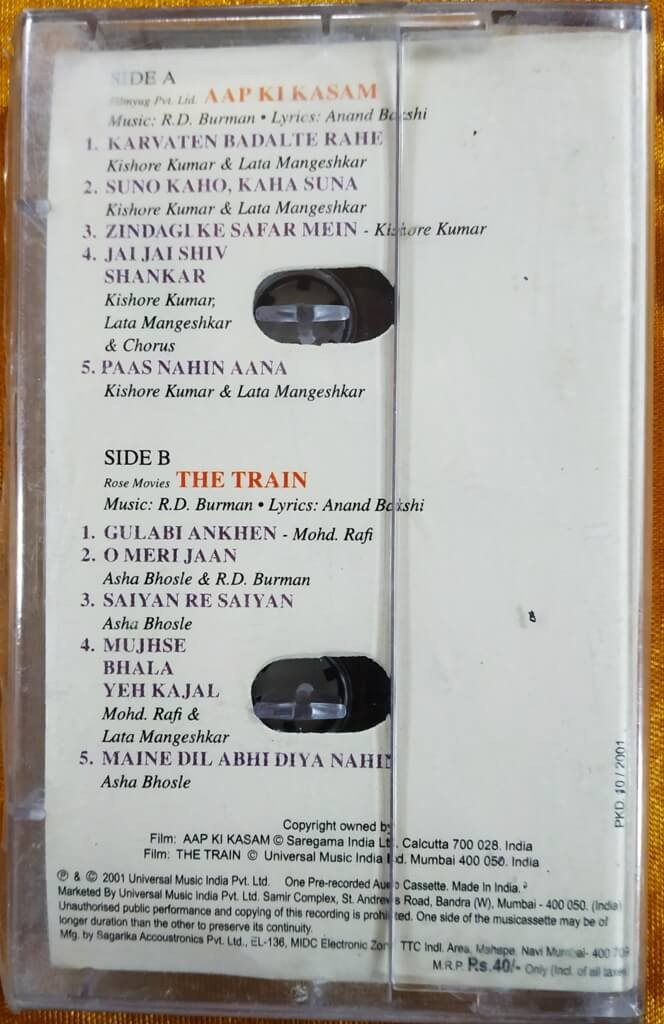 SIDE A
Filmyug Pvt. Ltd. AAP KI KASAM
Music: R.D. Burman • Lyrics: Anand Bakshi
1. KARVATEN BADALTE RAHE
Kishore Kumar & Lata Mangeshkar
2. SUNO KAHO, KAHA SUNA
Kishore Kumar & Lata Mangeshkar
3. ZINDAGI KE SAFAR MEIN - Kishore Kumar
4. JAI JAI SHIV
SHANKAR
Kishore Kumar,
Lata Mangeshkar
& Chorus
5. PAAS NAHIN AANA
Kishore Kumar & Lata Mangeshkar
SIDE B
Rose Movies THE TRAIN
Music: R.D. Burman • Lyrics: Anand Bakshi
1. GULABI ANKHEN - Mohd. Rafi
2. O MERI JAAN
Asha Bhosle & R.D. Burman
3. SAIYAN RE SAIYAN
Asha Bhosle
4. MUJHSE
BHALA
YEH KAJAL
Mohd. Rafi &
Lata Mangeshkar
5. MAINE DIL ABHI DIYA NAHIN
Asha Bhosle
PKD. 10 / 2001
Copyright owned by
Film: AAP KI KASAM © Saregama India Ltd. Calcutta 700 028. India
Film: THE TRAIN © Universal Music India Ltd. Mumbai 400 050. India
℗ & © 2001 Universal Music India Pvt. Ltd. One Pre-recorded Audio Cassette. Made In India.
Marketed By Universal Music India Pvt. Ltd. Samir Complex, St. Andrews Road, Bandra (W), Mumbai - 400 050. (India)
Unauthorised public performance and copying of this recording is prohibited. One side of the musicassette may be of
longer duration than the other to preserve its continuity.
Mfg. by Sagarika Accoustronics Pvt. Ltd., EL-136, MIDC Electronic Zone, TTC Indl. Area, Mahape, Navi Mumbai- 400 709
M.R.P. Rs.40/- Only (Incl. of all taxes